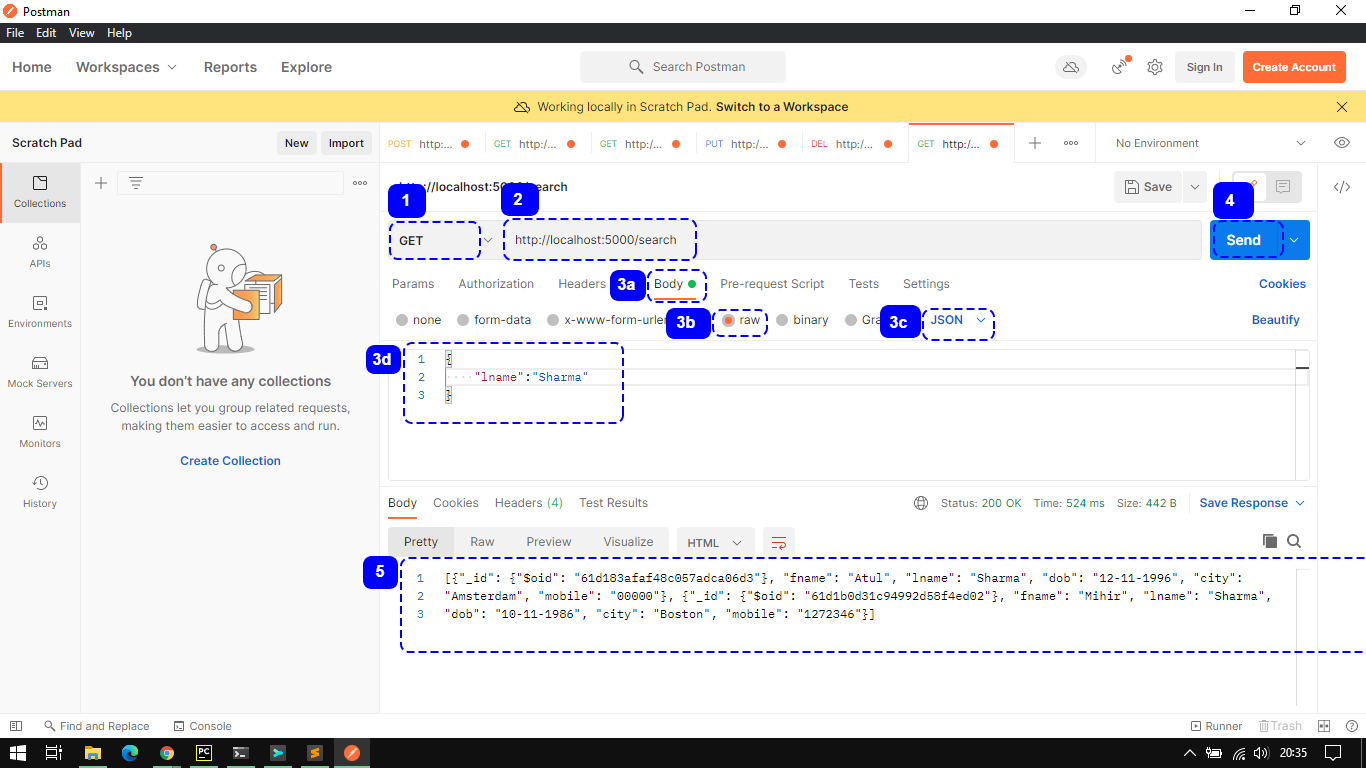 Postman
File Edit View Help
Home Workspaces Reports Explore Search Postman Sign In Create Account
Working locally in Scratch Pad. Switch to a Workspace
Scratch Pad New Import
POST http:... GET http:/... GET http:/... PUT http:/... DEL http:/... GET http:/... No Environment
Collections
APIs
Environments
Mock Servers
Monitors
History
You don't have any collections
Collections let you group related requests,
making them easier to access and run.
Create Collection
http://localhost:5000/search Save
1 2 4
GET http://localhost:5000/search Send
Params Authorization Headers 3a Body Pre-request Script Tests Settings Cookies
none form-data x-www-form-urlen 3b raw binary Gra 3c JSON Beautify
3d
1 {
2 ····"lname":"Sharma"
3 }
Body Cookies Headers (4) Test Results Status: 200 OK Time: 524 ms Size: 442 B Save Response
Pretty Raw Preview Visualize HTML
5
1 [{"_id": {"$oid": "61d183afaf48c057adca06d3"}, "fname": "Atul", "lname": "Sharma", "dob": "12-11-1996", "city":
2 "Amsterdam", "mobile": "00000"}, {"_id": {"$oid": "61d1b0d31c94992d58f4ed02"}, "fname": "Mihir", "lname": "Sharma",
3 "dob": "10-11-1986", "city": "Boston", "mobile": "1272346"}]
Find and Replace Console Runner Trash
PC 20:35